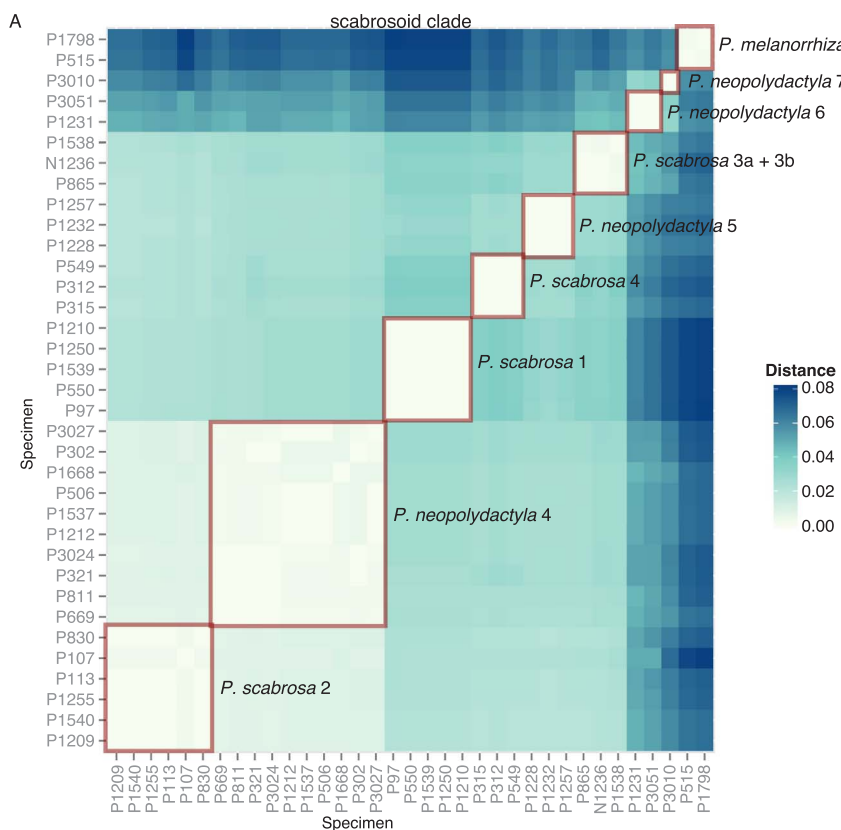 A
scabrosoid clade
P1798
P. melanorrhiza
P515
P3010
P. neopolydactyla 7
P3051
P. neopolydactyla 6
P1231
P1538
N1236
P. scabrosa 3a + 3b
P865
P1257
P1232
P. neopolydactyla 5
P1228
P549
P312
P. scabrosa 4
P315
P1210
P1250
P. scabrosa 1
P1539
P550
P97
P3027
P302
P1668
P506
P1537
P. neopolydactyla 4
P1212
P3024
P321
P811
P669
P830
P107
P113
P. scabrosa 2
P1255
P1540
P1209
Specimen
Distance
0.08
0.06
0.04
0.02
0.00
P1209 P1540 P1255 P113 P107 P830 P669 P811 P321 P3024 P1212 P1537 P506 P1668 P302 P3027 P97 P550 P1539 P1250 P1210 P315 P312 P549 P1228 P1232 P1257 P865 N1236 P1538 P1231 P3051 P3010 P515 P1798
Specimen